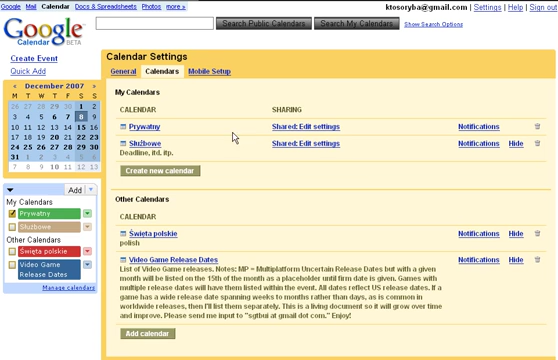 Google Mail Calendar Docs & Spreadsheets Photos more »
ktosoryba@gmail.com | Settings | Help | Sign out
Google
Calendar BETA
Search Public Calendars Search My Calendars Show Search Options
Create Event
Quick Add
« December 2007 »
M T W T F S S
26 27 28 29 30 1 2
3 4 5 6 7 8 9
10 11 12 13 14 15 16
17 18 19 20 21 22 23
24 25 26 27 28 29 30
31 1 2 3 4 5 6
7 8 9 10 11 12 13
Add
My Calendars
Prywatny
Służbowe
Other Calendars
Święta polskie
Video Game
Release Dates
Manage calendars
Calendar Settings
General Calendars Mobile Setup
My Calendars
CALENDAR SHARING
Prywatny Shared: Edit settings Notifications
Służbowe Shared: Edit settings Notifications Hide
Deadline, itd. itp.
Create new calendar
Other Calendars
CALENDAR
Święta polskie Notifications Hide
polish
Video Game Release Dates Notifications Hide
List of Video Game releases. Notes: MP = Multiplatform Uncertain Release Dates but with a given
month will be listed on the 15th of the month as a placeholder until firm date is given. Games with
multiple release dates will have them listed within the event. All dates reflect US release dates. If a
game has a wide release date spanning weeks to months rather than days, as is common in
worldwide releases, then I'll list them separately. This is a living document so it will grow over time
and improve. Please send me input to "sgtbui at gmail dot com." Enjoy!
Add calendar